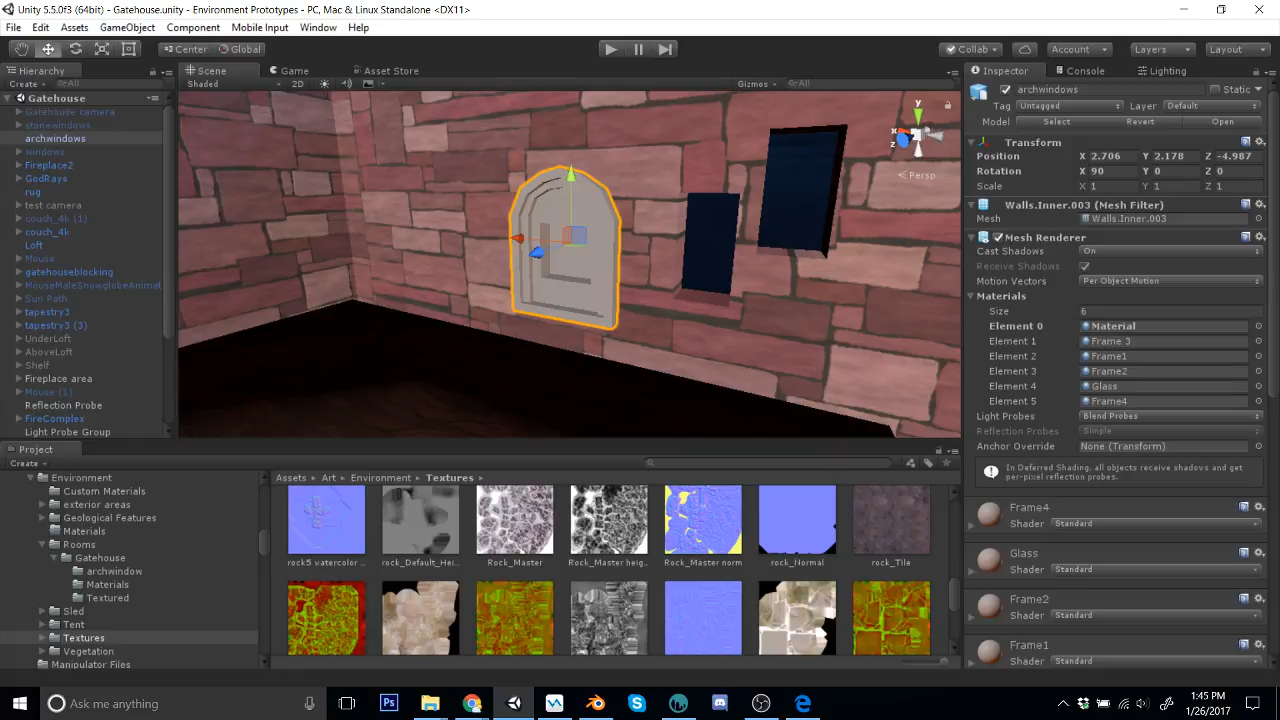 Unity 5.5.0f3 (64bit) - Gatehouse.unity - Environment Prototypes - PC, Mac & Linux Standalone <DX11>
File Edit Assets GameObject Component Mobile Input Window Help
Center Global Collab Account Layers Layout
Hierarchy Scene Game Asset Store Inspector Console Lighting
Create All Shaded 2D Gizmos All
Gatehouse
Gatehouse camera
stonewindows
archwindows
windows
Fireplace2
GodRays
rug
test camera
couch_4k (1)
couch_4k
Loft
Mouse
gatehouseblocking
MouseMaleSnowglobeAnimat
Sun Path
tapestry3
tapestry3 (3)
UnderLoft
AboveLoft
Shelf
Fireplace area
Mouse (1)
Reflection Probe
FireComplex
Light Probe Group
y
x
z
Persp
archwindows Static
Tag Untagged Layer Default
Model Select Revert Open
Transform
Position X 2.706 Y 2.178 Z -4.987
Rotation X 90 Y 0 Z 0
Scale X 1 Y 1 Z 1
Walls.Inner.003 (Mesh Filter)
Mesh Walls.Inner.003
Mesh Renderer
Cast Shadows On
Receive Shadows
Motion Vectors Per Object Motion
Materials
Size 6
Element 0 Material
Element 1 Frame 3
Element 2 Frame1
Element 3 Frame2
Element 4 Glass
Element 5 Frame4
Light Probes Blend Probes
Reflection Probes Simple
Anchor Override None (Transform)
In Deferred Shading, all objects receive shadows and get
per-pixel reflection probes.
Frame4
Shader Standard
Glass
Shader Standard
Frame2
Shader Standard
Frame1
Shader Standard
Project
Create
Environment
Custom Materials
exterior areas
Geological Features
Materials
Rooms
Gatehouse
archwindow
Materials
Textured
Sled
Tent
Textures
Vegetation
Manipulator Files
Assets Art Environment Textures
rock5 watercolor rock_Default_Hei... Rock_Master Rock_Master heig.. Rock_Master norm rock_Normal rock_Tile
Ask me anything
Ps
1:45 PM
1/26/2017